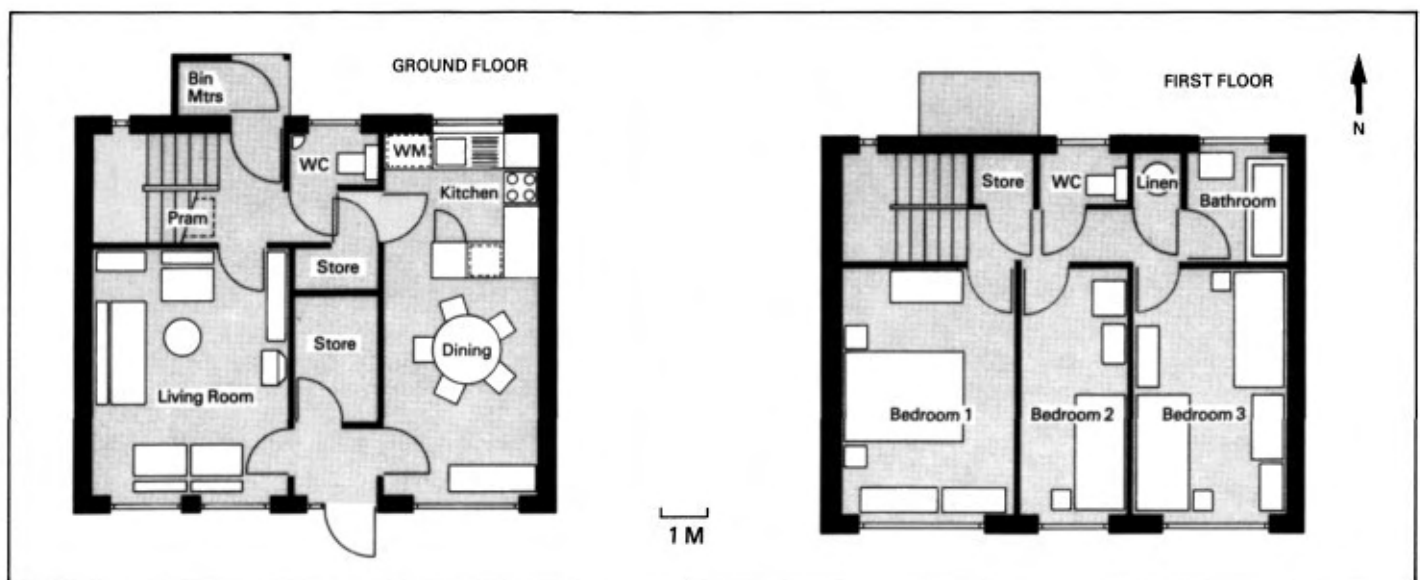 GROUND FLOOR
Bin
Mtrs
WC
WM
Kitchen
Pram
Store
Store
Dining
Living Room
1 M
FIRST FLOOR
N
Store
WC
Linen
Bathroom
Bedroom 1
Bedroom 2
Bedroom 3